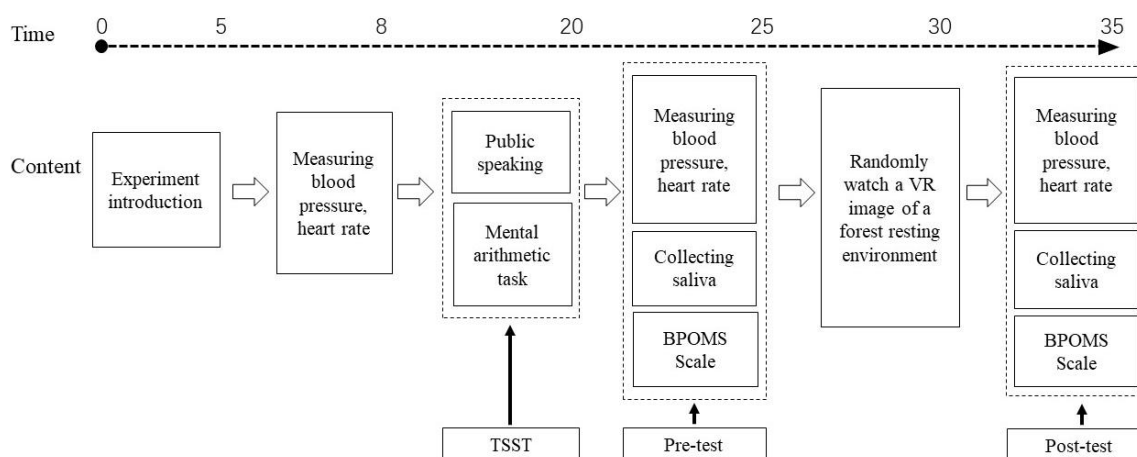 Time
0 5 8 20 25 30 35
Content
Experiment
introduction
Measuring
blood
pressure,
heart rate
Public
speaking
Mental
arithmetic
task
Measuring
blood
pressure,
heart rate
Collecting
saliva
BPOMS
Scale
Randomly
watch a VR
image of a
forest resting
environment
Measuring
blood
pressure,
heart rate
Collecting
saliva
BPOMS
Scale
TSST
Pre-test
Post-test